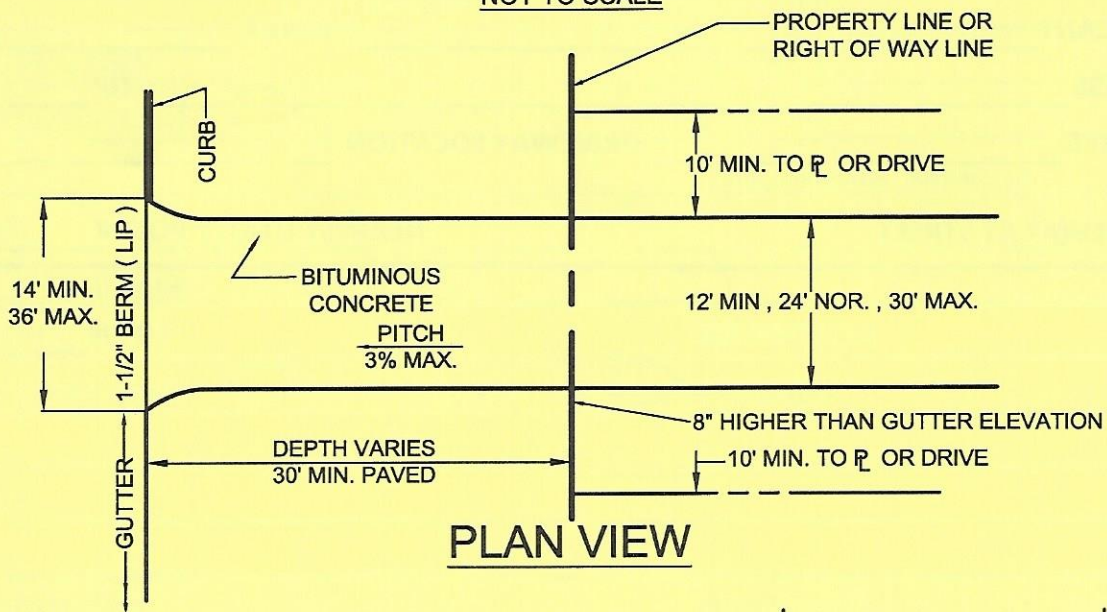 NOT TO SCALE
PROPERTY LINE OR
RIGHT OF WAY LINE
CURB
10' MIN. TO ⅊ OR DRIVE
14' MIN.
36' MAX.
1-1/2" BERM ( LIP )
BITUMINOUS
CONCRETE
PITCH
3% MAX.
12' MIN , 24' NOR. , 30' MAX.
8" HIGHER THAN GUTTER ELEVATION
DEPTH VARIES
30' MIN. PAVED
10' MIN. TO ⅊ OR DRIVE
GUTTER
PLAN VIEW